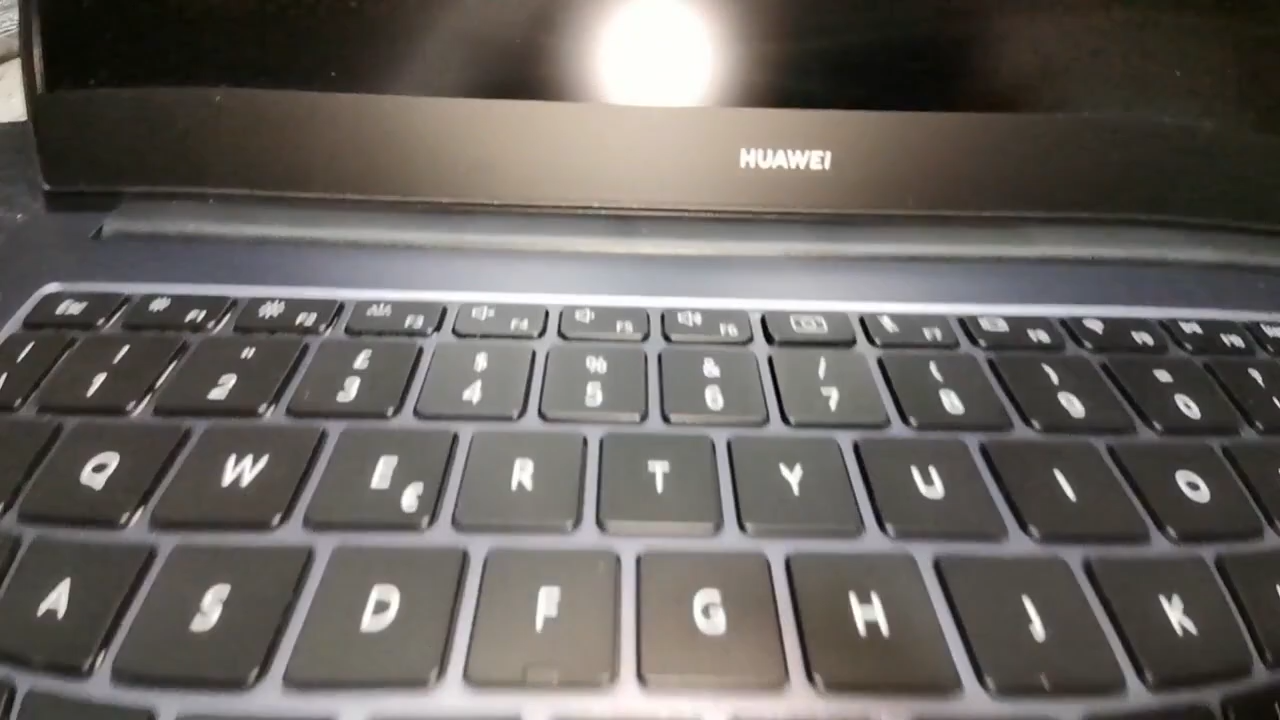 HUAWEI
Esc F1 F2 F3 F4 F5 F6 F7 F8 F9
! " £ $ % & / ( ) =
1 2 3 4 5 6 7 8 9 0
Q W E € R T Y U I O
A S D F G H J K